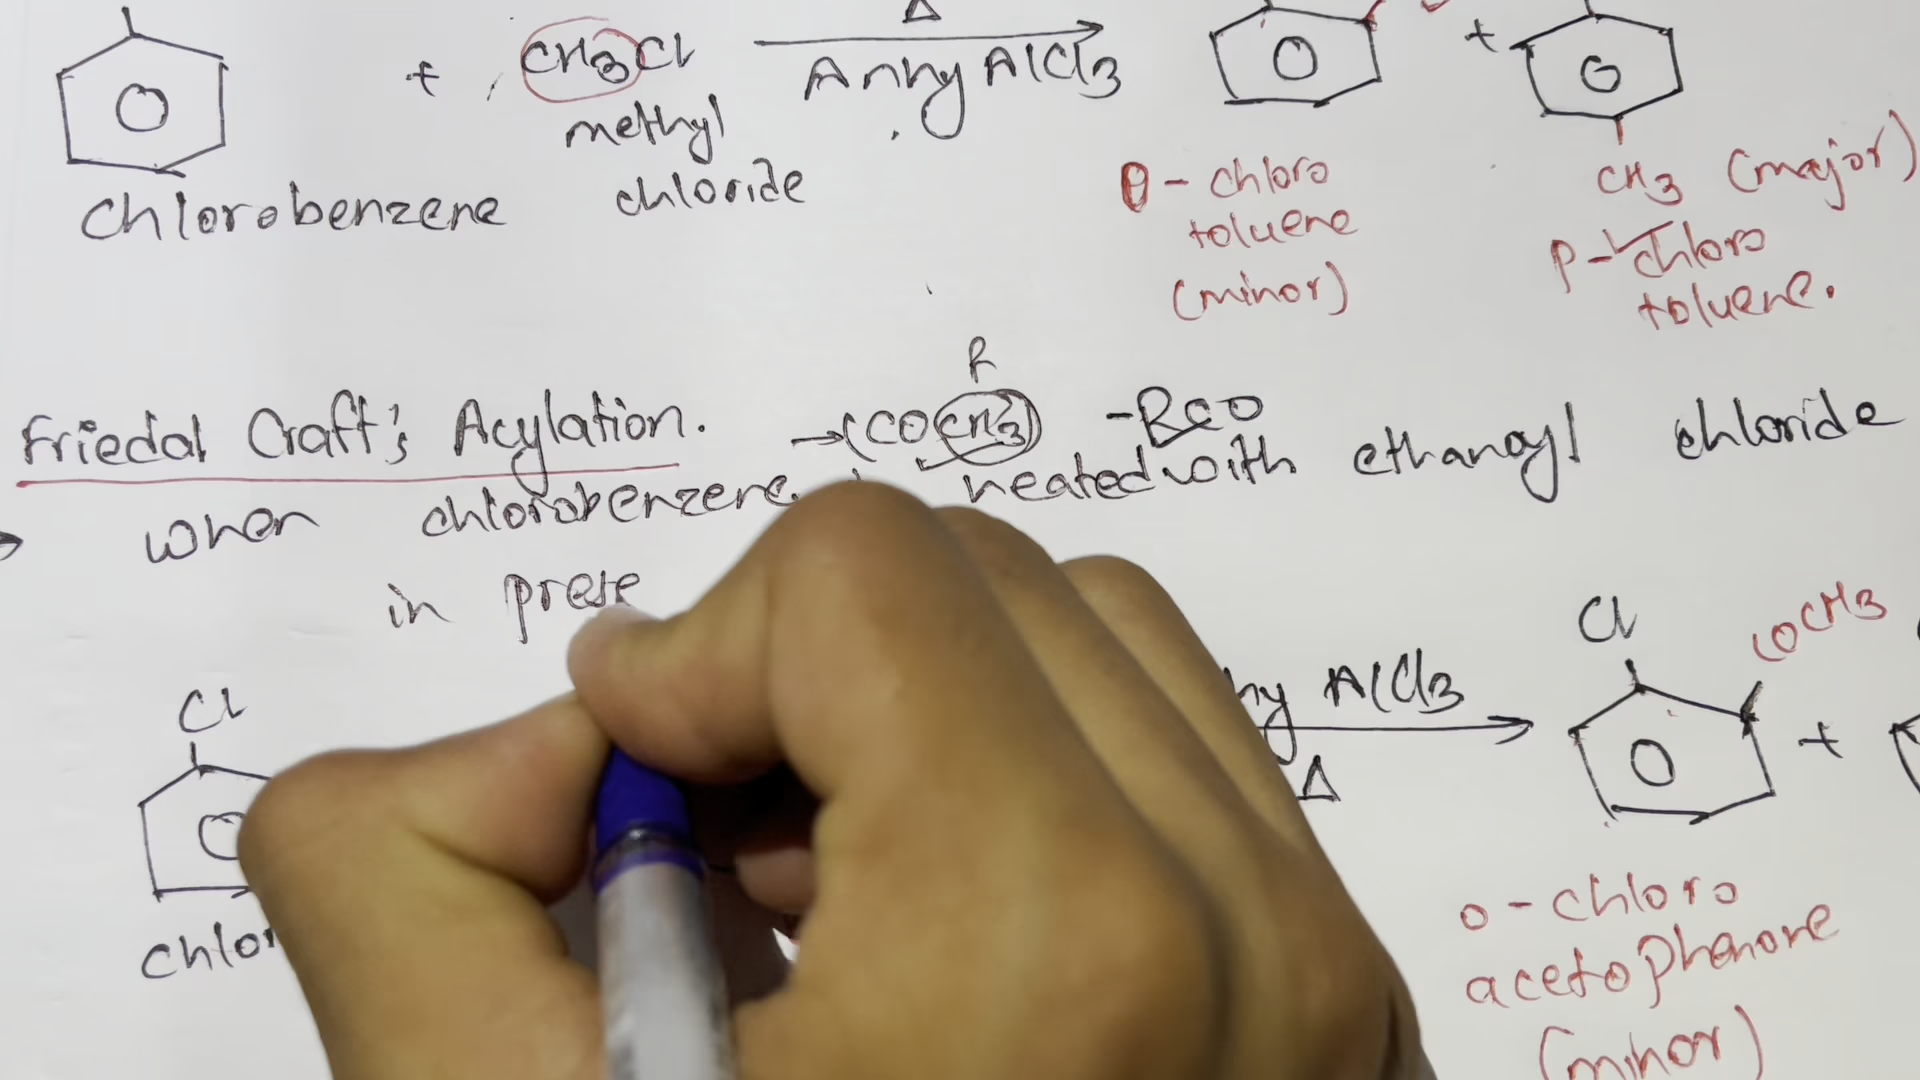 + CH3Cl Δ Anhy AlCl3 +
methyl
chlorobenzene chloride
O - chloro
toluene
(minor)
CH3 (major)
p - chloro
toluene.
R
Friedal Craft's Acylation. →(COCH3) -RCO
when chlorobenzene heated with ethanoyl chloride
in prese
Cl
AlCl3
Δ
Cl
COCH3
+
chlor
o - chloro
acetophenone
(minor)